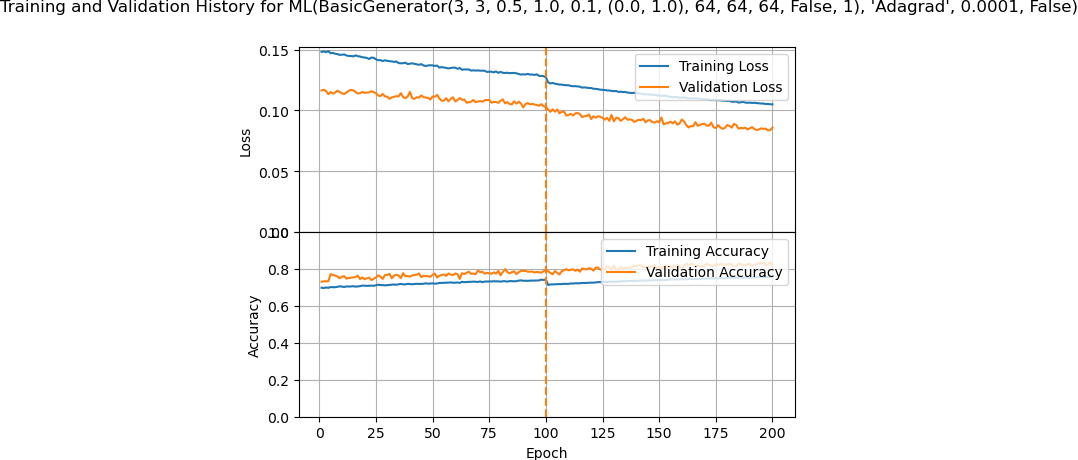 Training and Validation History for ML(BasicGenerator(3, 3, 0.5, 1.0, 0.1, (0.0, 1.0), 64, 64, 64, False, 1), 'Adagrad', 0.0001, False)
0.15
0.10
0.05
0.00
Loss
Training Loss
Validation Loss
1.0
0.8
0.6
0.4
0.2
0.0
Accuracy
Training Accuracy
Validation Accuracy
0 25 50 75 100 125 150 175 200
Epoch